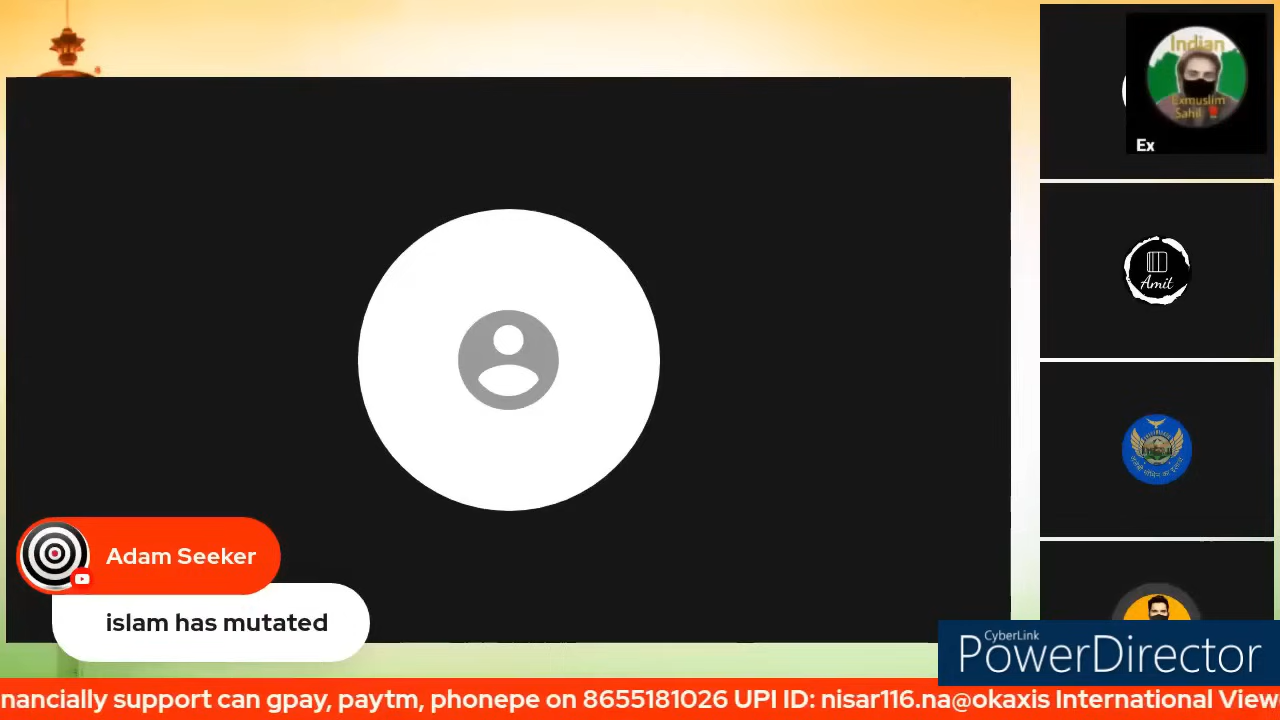 Indian
Exmuslim
Sahil
Ex
Amit
Adam Seeker
islam has mutated
CyberLink
PowerDirector
nancially support can gpay, paytm, phonepe on 8655181026 UPI ID: nisar116.na@okaxis International View